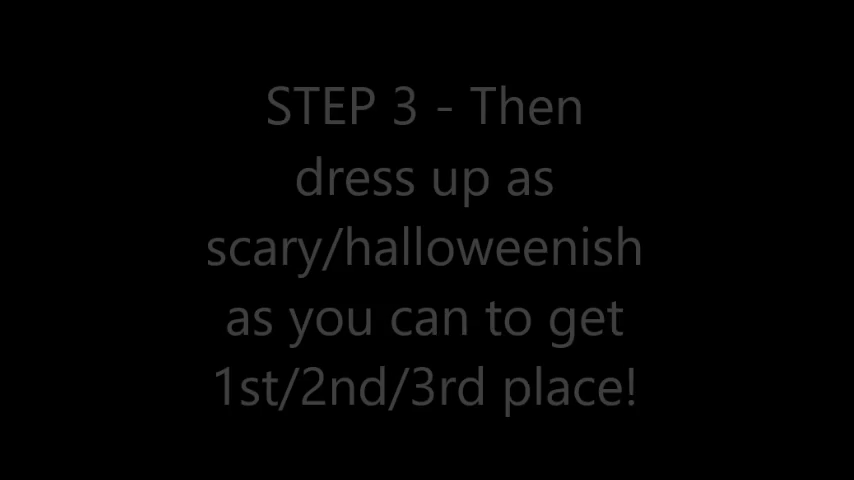 STEP 3 - Then
dress up as
scary/halloweenish
as you can to get
1st/2nd/3rd place!